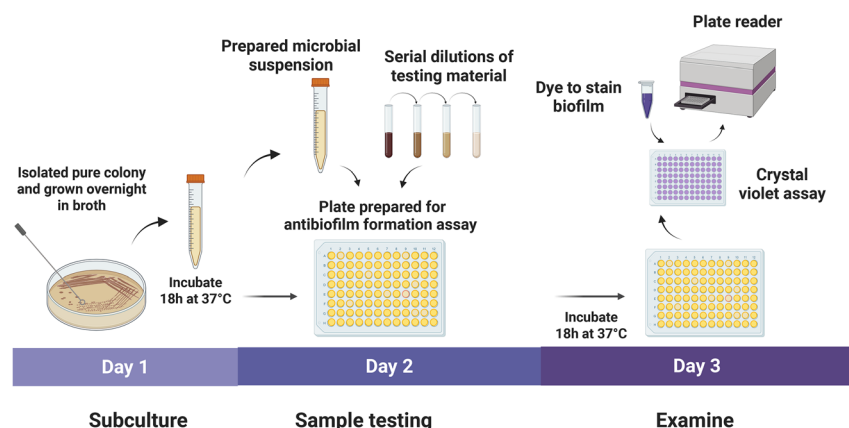 Plate reader
Prepared microbial
suspension
Serial dilutions of
testing material
Dye to stain
biofilm
Isolated pure colony
and grown overnight
in broth
Crystal
violet assay
Plate prepared for
antibiofilm formation assay
Incubate
18h at 37°C
Incubate
18h at 37°C
Day 1
Day 2
Day 3
Subculture
Sample testing
Examine